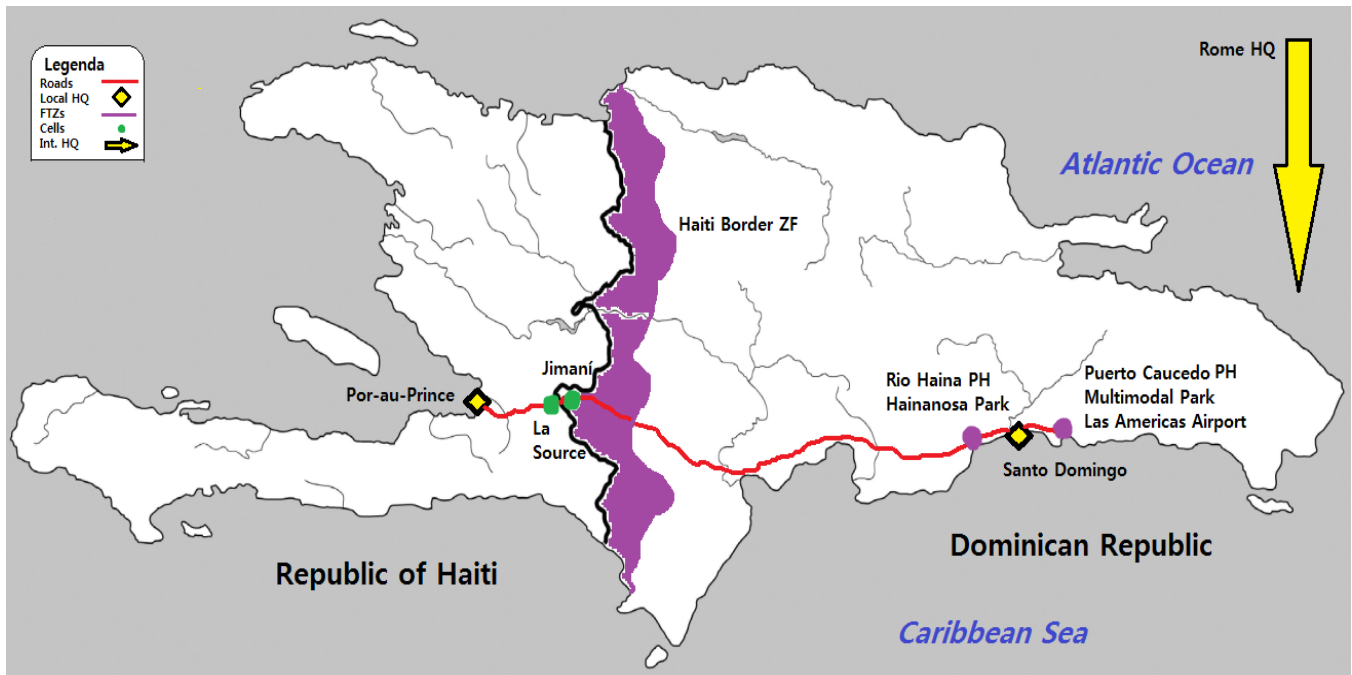 Legenda
Roads
Local HQ
FTZs
Cells
Int. HQ
Rome HQ
Atlantic Ocean
Haiti Border ZF
Jimaní
Por-au-Prince
La
Source
Rio Haina PH
Hainanosa Park
Puerto Caucedo PH
Multimodal Park
Las Americas Airport
Santo Domingo
Dominican Republic
Republic of Haiti
Caribbean Sea